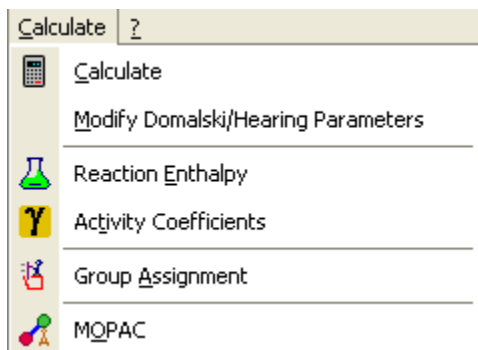 Calculate ?
Calculate
Modify Domalski/Hearing Parameters
Reaction Enthalpy
γ Activity Coefficients
Group Assignment
MOPAC